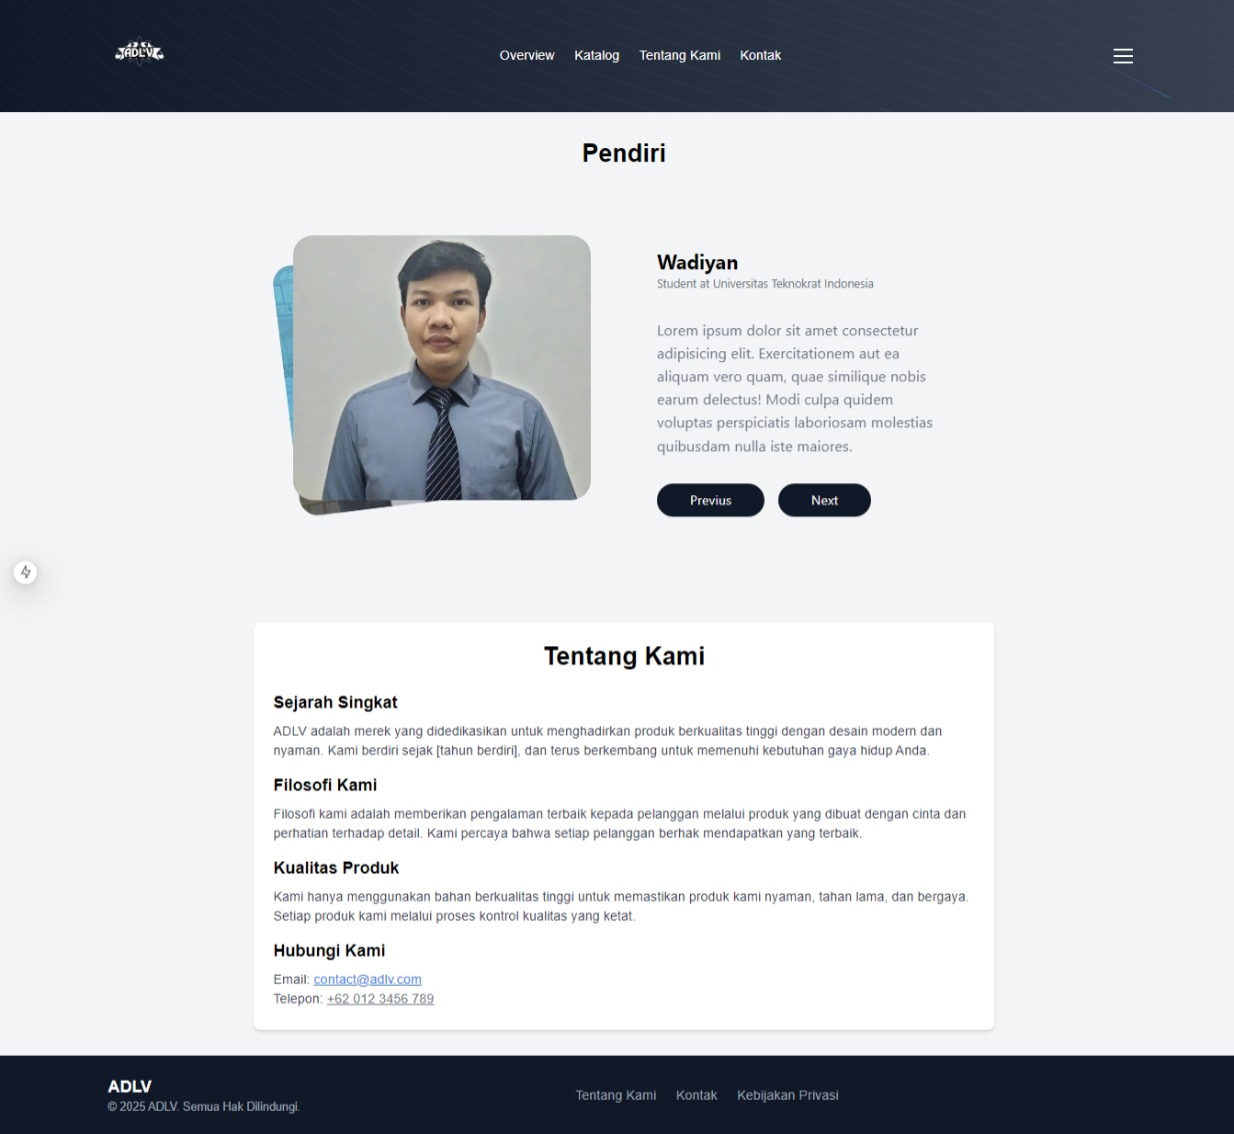 ADLV
Overview Katalog Tentang Kami Kontak
Pendiri
Wadiyan
Student at Universitas Teknokrat Indonesia
Lorem ipsum dolor sit amet consectetur
adipisicing elit. Exercitationem aut ea
aliquam vero quam, quae similique nobis
earum delectus! Modi culpa quidem
voluptas perspiciatis laboriosam molestias
quibusdam nulla iste maiores.
Previus Next
Tentang Kami
Sejarah Singkat
ADLV adalah merek yang didedikasikan untuk menghadirkan produk berkualitas tinggi dengan desain modern dan
nyaman. Kami berdiri sejak [tahun berdiri], dan terus berkembang untuk memenuhi kebutuhan gaya hidup Anda.
Filosofi Kami
Filosofi kami adalah memberikan pengalaman terbaik kepada pelanggan melalui produk yang dibuat dengan cinta dan
perhatian terhadap detail. Kami percaya bahwa setiap pelanggan berhak mendapatkan yang terbaik.
Kualitas Produk
Kami hanya menggunakan bahan berkualitas tinggi untuk memastikan produk kami nyaman, tahan lama, dan bergaya.
Setiap produk kami melalui proses kontrol kualitas yang ketat.
Hubungi Kami
Email: contact@adlv.com
Telepon: +62 012 3456 789
ADLV
© 2025 ADLV. Semua Hak Dilindungi.
Tentang Kami Kontak Kebijakan Privasi